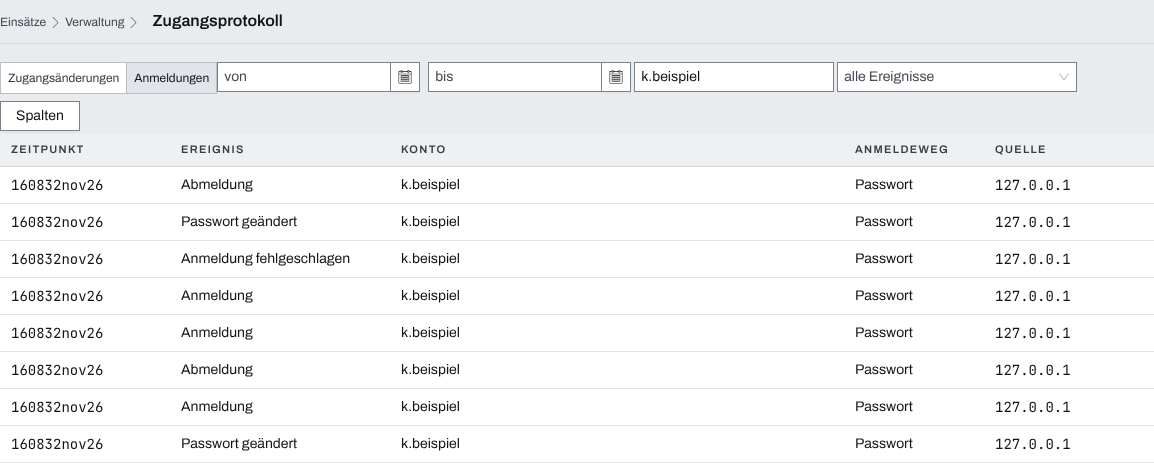 Einsätze Verwaltung Zugangsprotokoll
Zugangsänderungen Anmeldungen von bis k.beispiel alle Ereignisse
Spalten
ZEITPUNKT EREIGNIS KONTO ANMELDEWEG QUELLE
160832nov26 Abmeldung k.beispiel Passwort 127.0.0.1
160832nov26 Passwort geändert k.beispiel Passwort 127.0.0.1
160832nov26 Anmeldung fehlgeschlagen k.beispiel Passwort 127.0.0.1
160832nov26 Anmeldung k.beispiel Passwort 127.0.0.1
160832nov26 Anmeldung k.beispiel Passwort 127.0.0.1
160832nov26 Abmeldung k.beispiel Passwort 127.0.0.1
160832nov26 Anmeldung k.beispiel Passwort 127.0.0.1
160832nov26 Passwort geändert k.beispiel Passwort 127.0.0.1